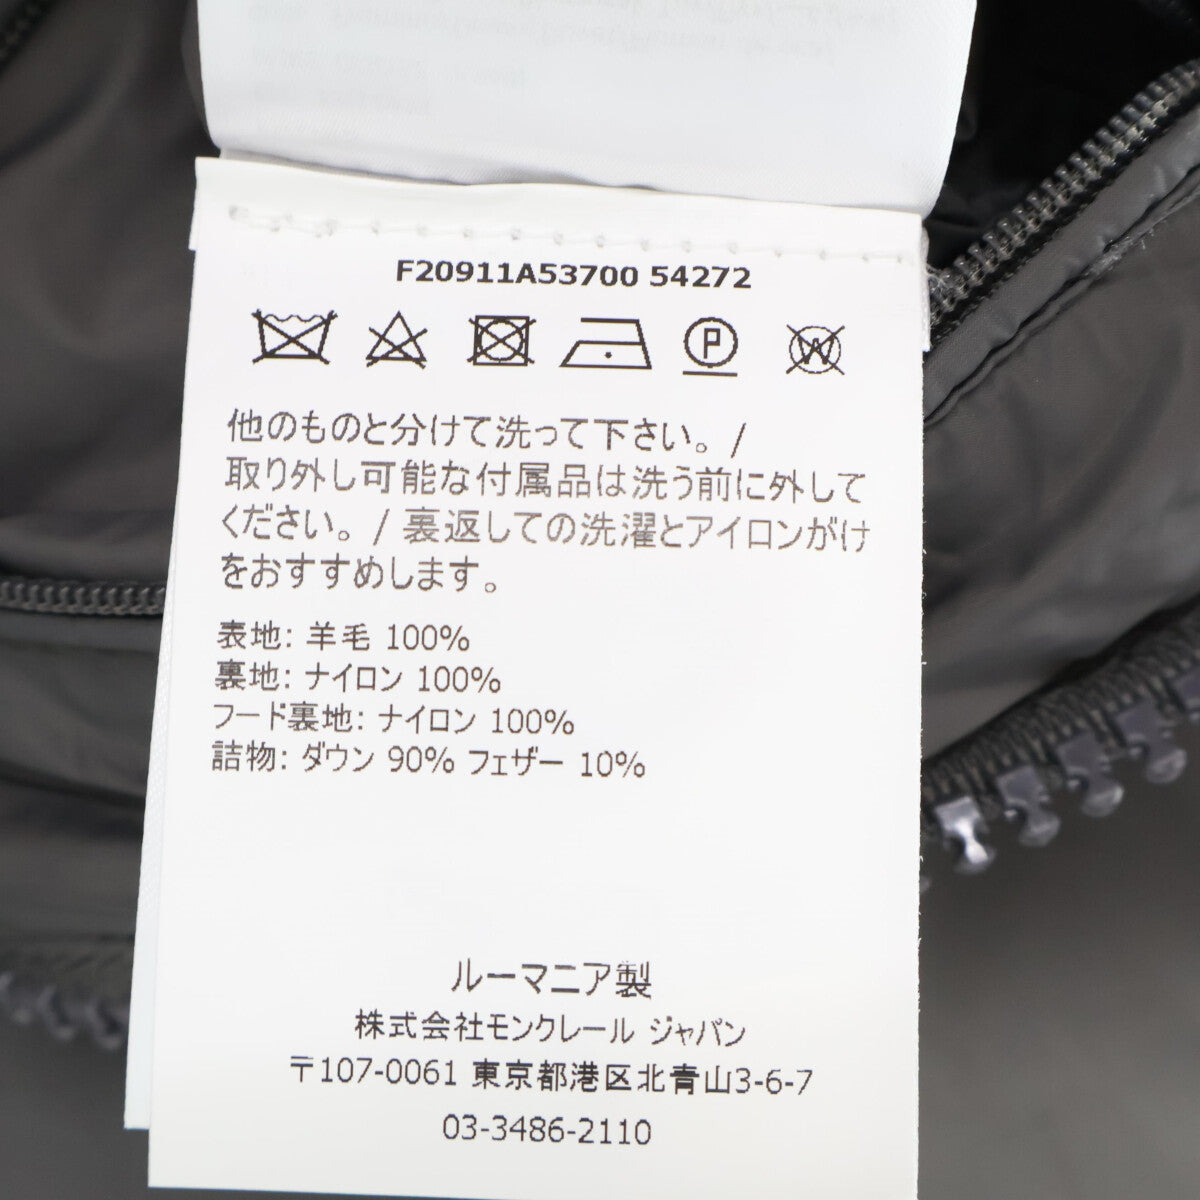 F20911A53700 54272
P
W
他のものと分けて洗って下さい。/
取り外し可能な付属品は洗う前に外して
ください。/ 裏返しての洗濯とアイロンがけ
をおすすめします。
表地: 羊毛 100%
裏地: ナイロン 100%
フード裏地: ナイロン 100%
詰物: ダウン 90% フェザー 10%
ルーマニア製
株式会社モンクレール ジャパン
〒107-0061 東京都港区北青山3-6-7
03-3486-2110